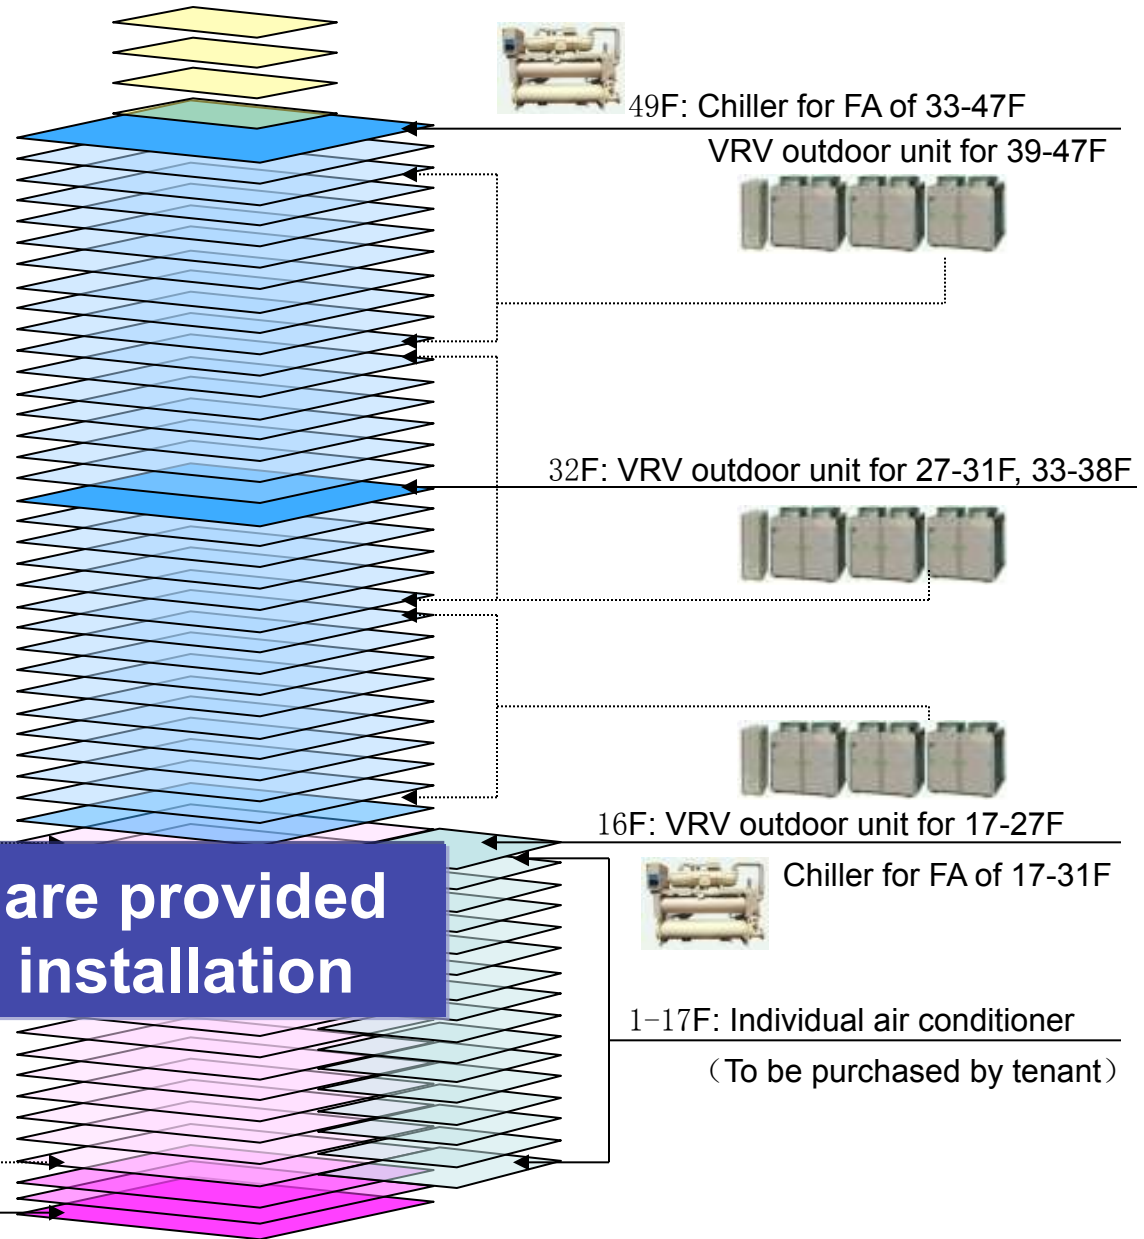 49F: Chiller for FA of 33-47F
VRV outdoor unit for 39-47F
32F: VRV outdoor unit for 27-31F, 33-38F
16F: VRV outdoor unit for 17-27F
Chiller for FA of 17-31F
are provided
installation
1-17F: Individual air conditioner
（To be purchased by tenant）